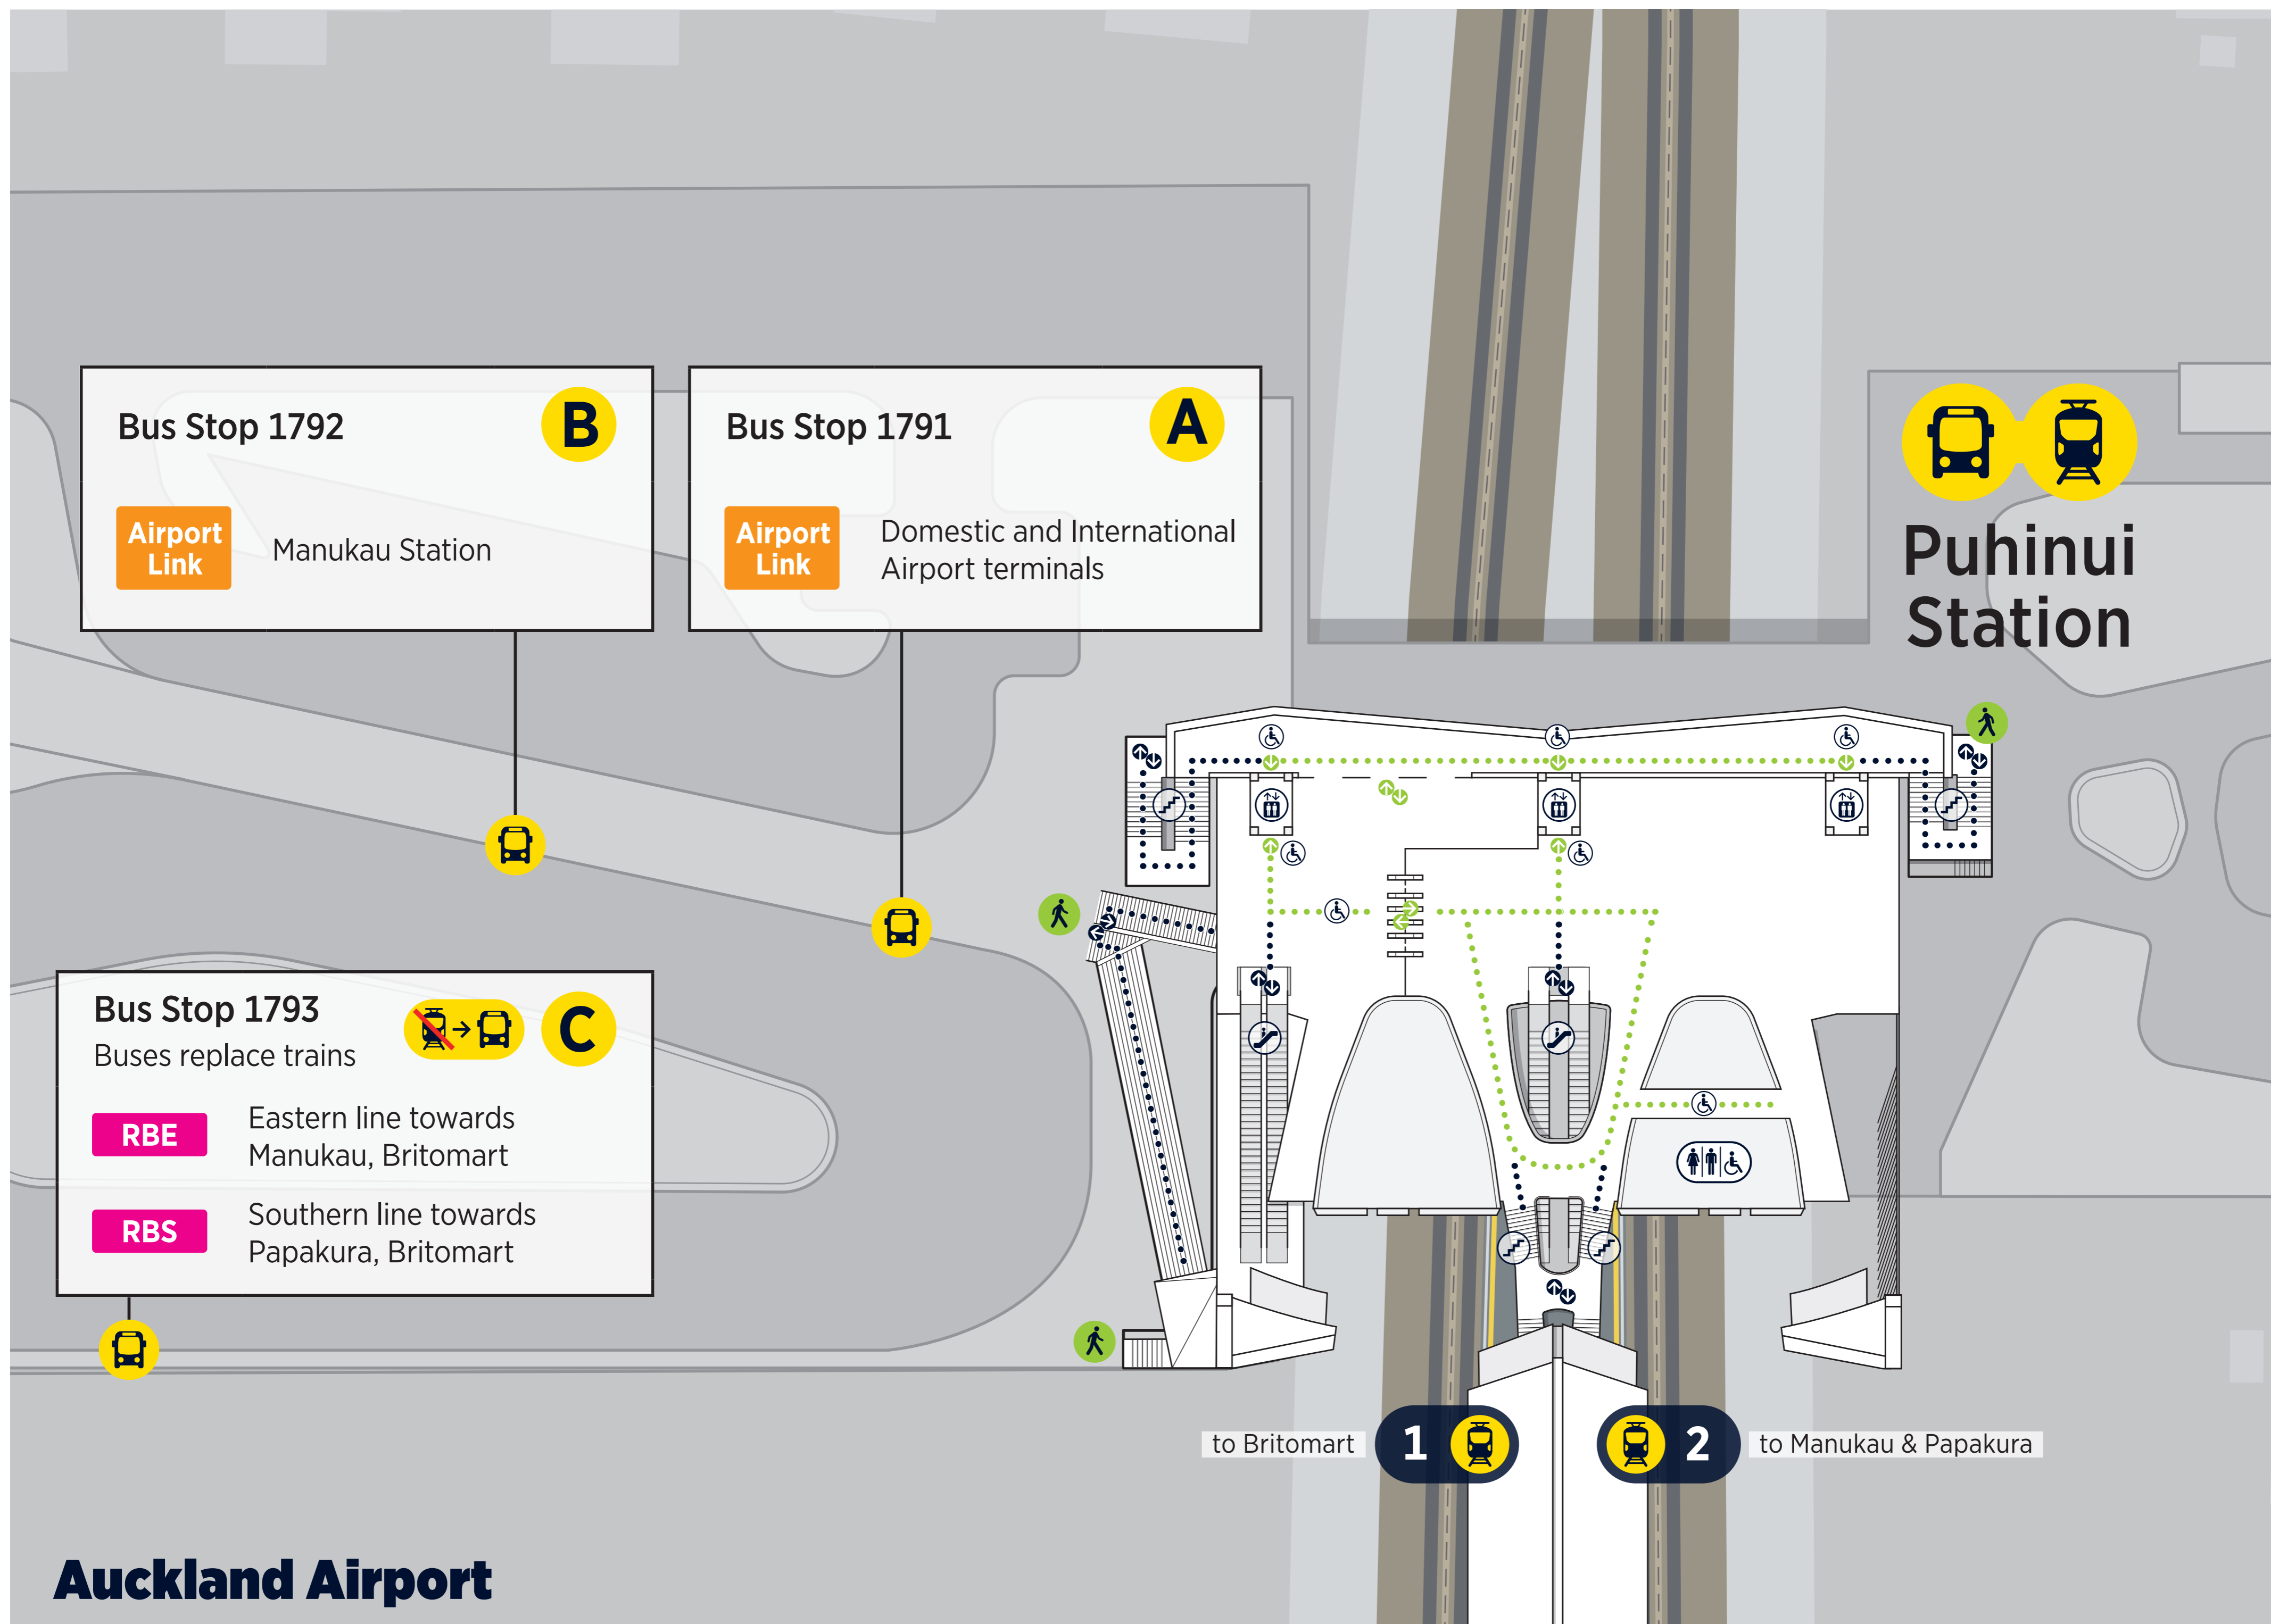 Bus Stop 1792
B
Airport
Link
Manukau Station
Bus Stop 1791
A
Airport
Link
Domestic and International
Airport terminals
Puhinui
Station
Bus Stop 1793
C
Buses replace trains
RBE
Eastern line towards
Manukau, Britomart
RBS
Southern line towards
Papakura, Britomart
to Britomart
1
2
to Manukau & Papakura
Auckland Airport